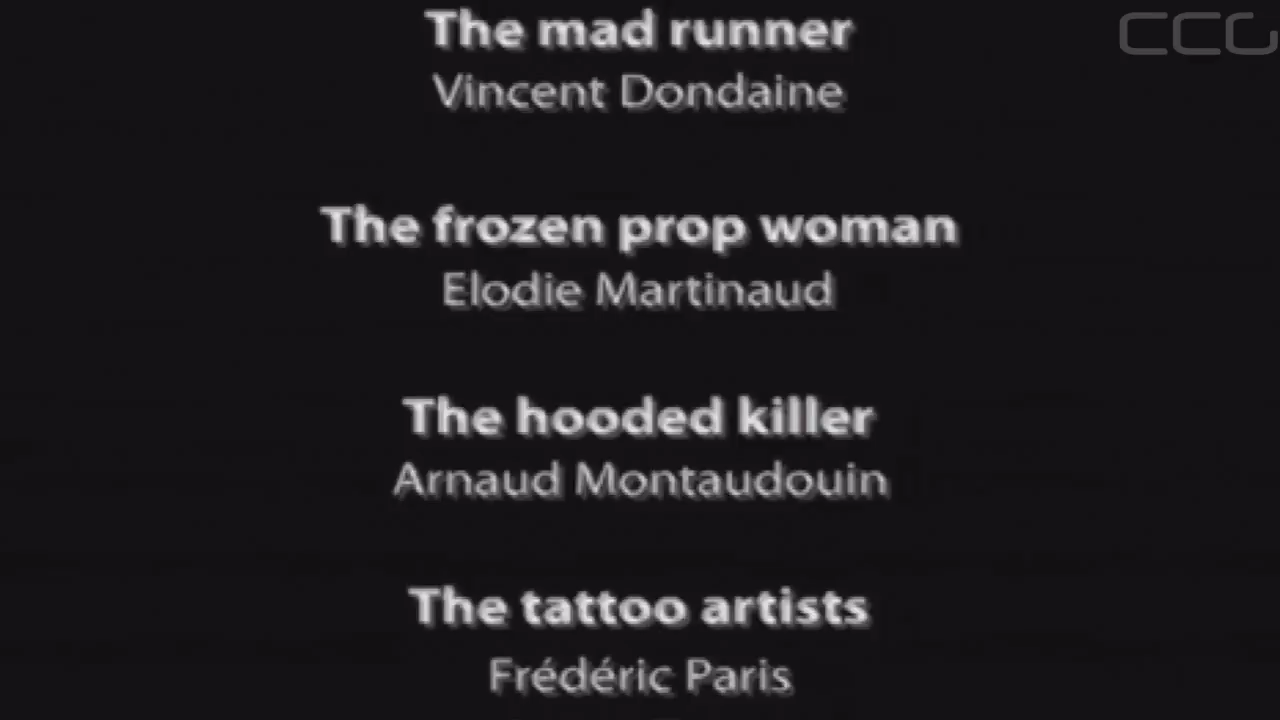 CCG
The mad runner
Vincent Dondaine
The frozen prop woman
Elodie Martinaud
The hooded killer
Arnaud Montaudouin
The tattoo artists
Frédéric Paris